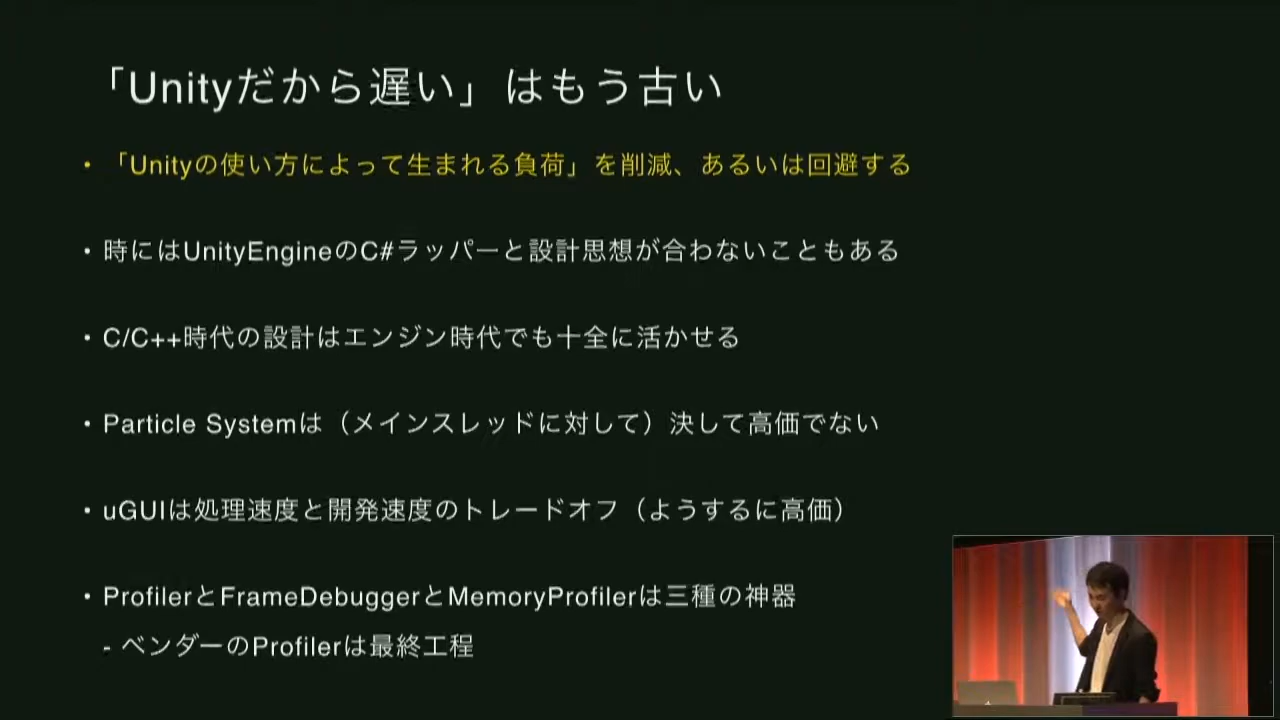 「Unityだから遅い」はもう古い
・「Unityの使い方によって生まれる負荷」を削減、あるいは回避する
・時にはUnityEngineのC#ラッパーと設計思想が合わないこともある
・C/C++時代の設計はエンジン時代でも十全に活かせる
・Particle Systemは（メインスレッドに対して）決して高価でない
・uGUIは処理速度と開発速度のトレードオフ（ようするに高価）
・ProfilerとFrameDebuggerとMemoryProfilerは三種の神器
- ベンダーのProfilerは最終工程